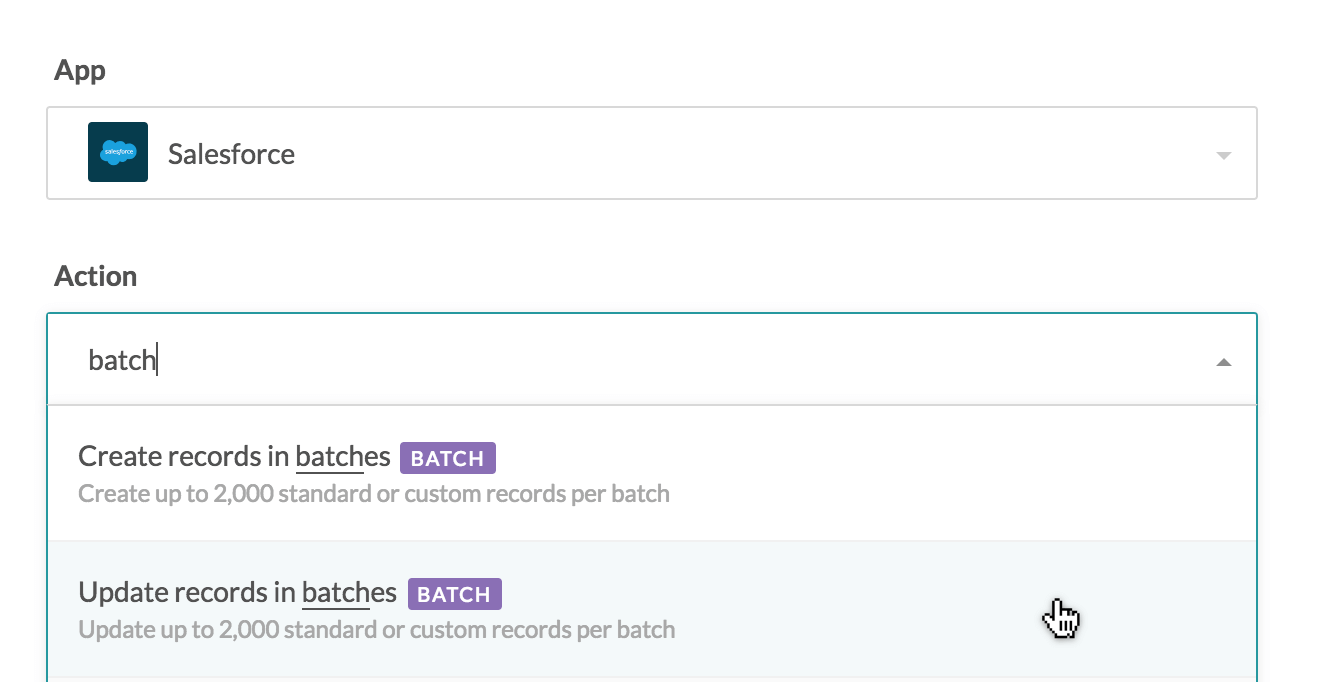 App
salesforce
Salesforce
Action
batch
Create records in batches BATCH
Create up to 2,000 standard or custom records per batch
Update records in batches BATCH
Update up to 2,000 standard or custom records per batch